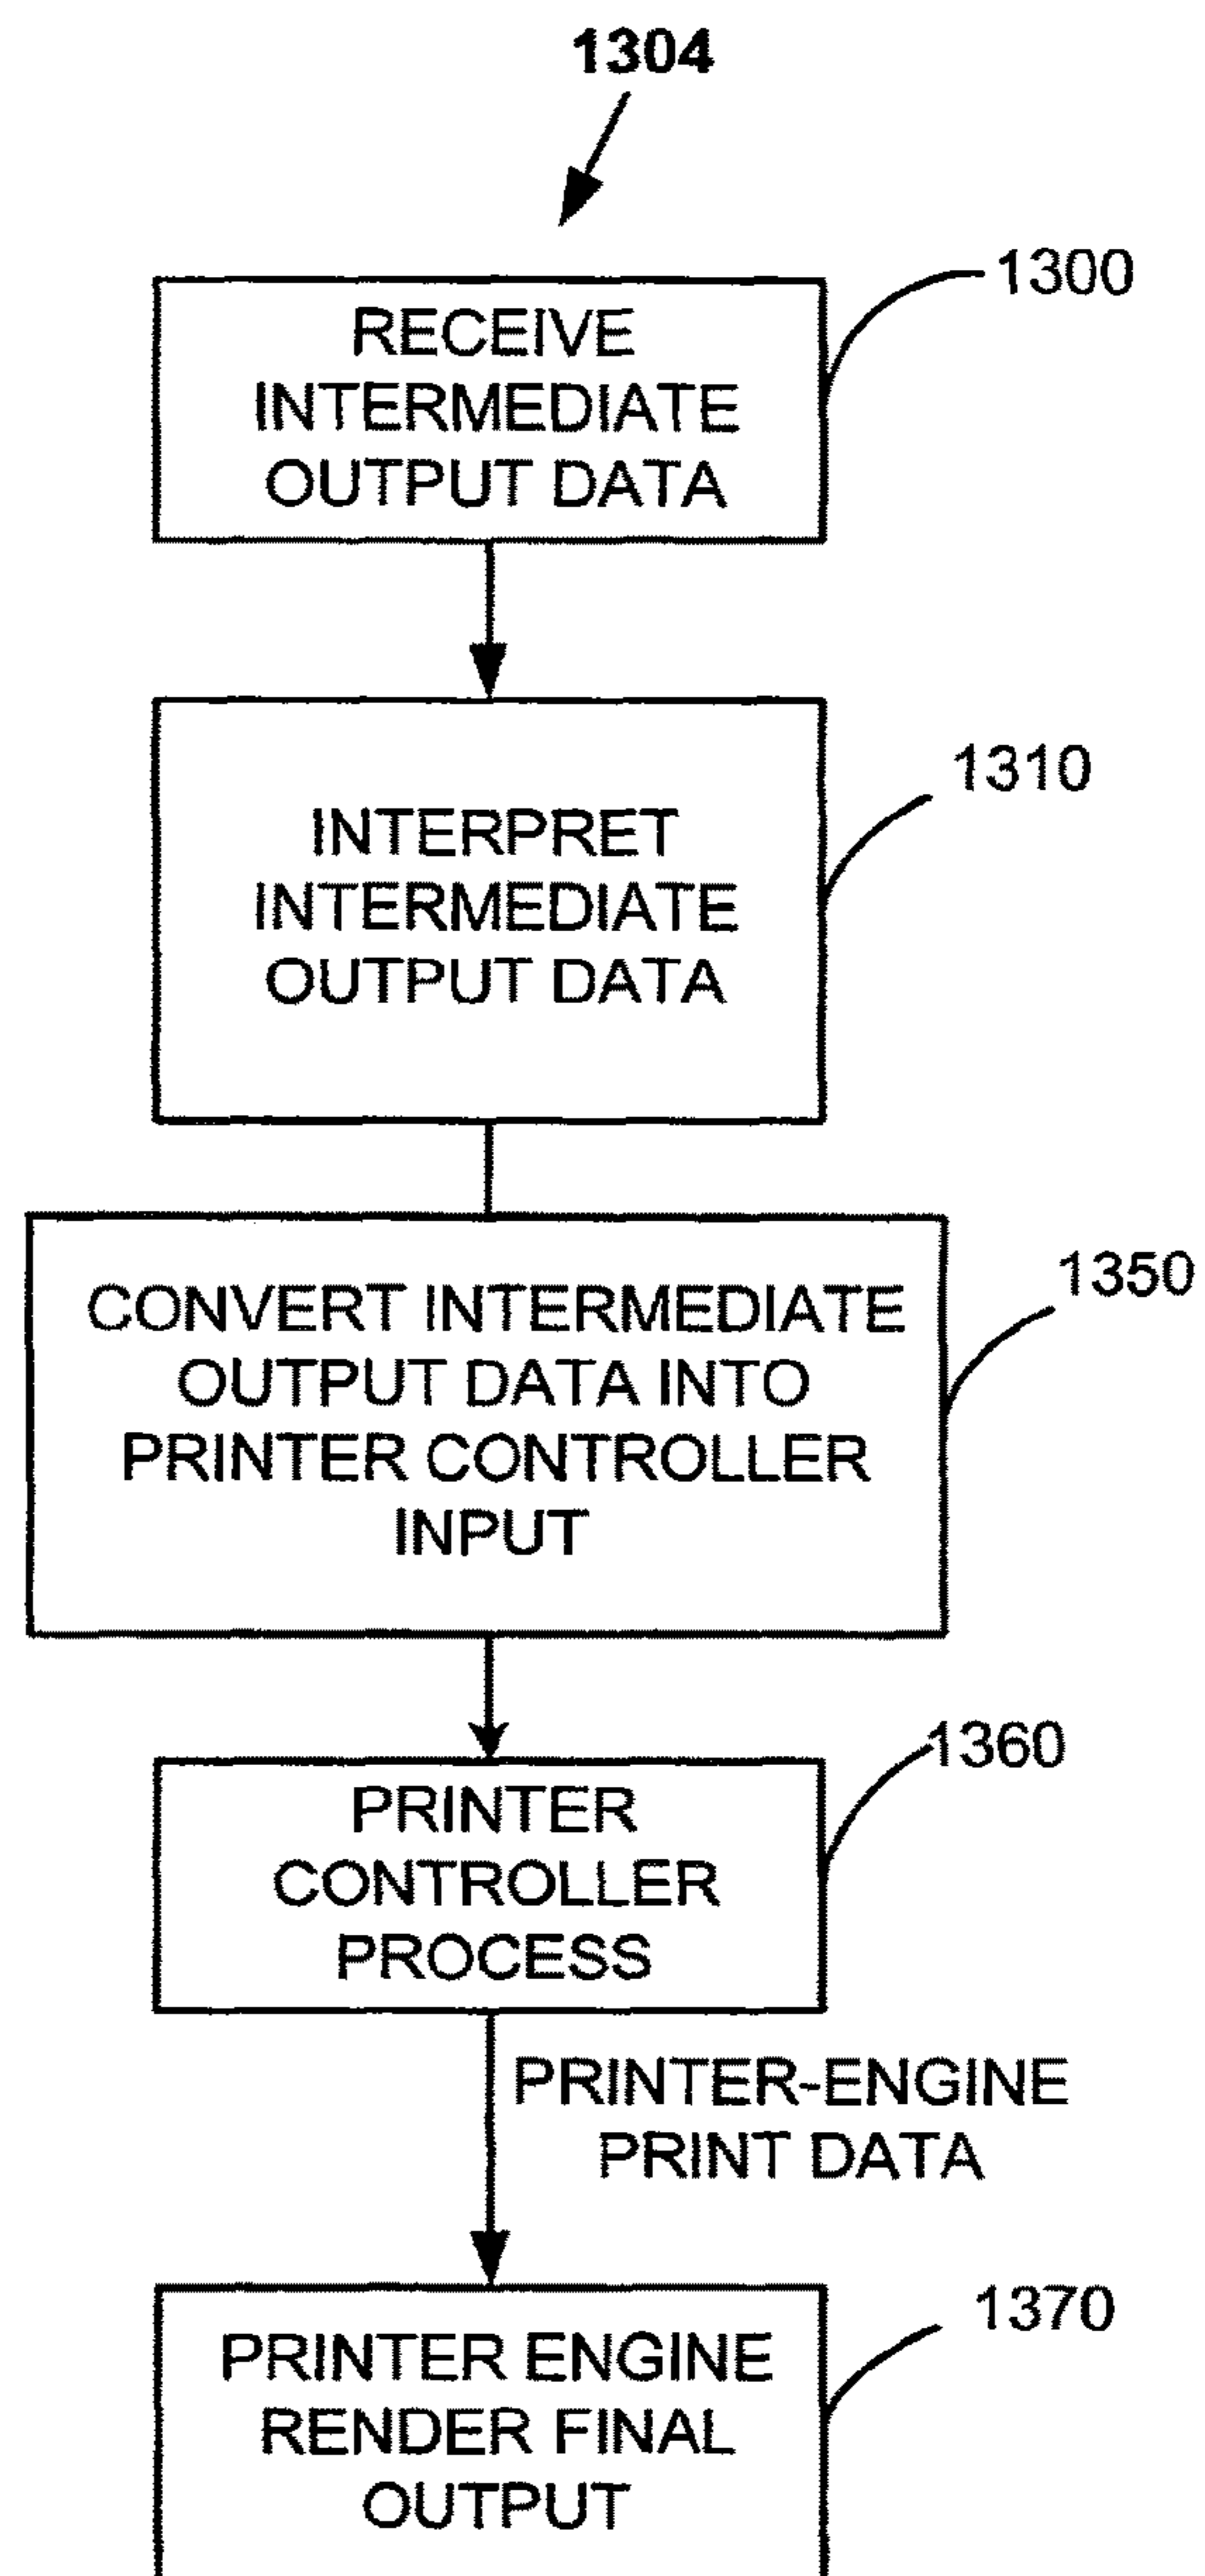 1304
1300
RECEIVE
INTERMEDIATE
OUTPUT DATA
1310
INTERPRET
INTERMEDIATE
OUTPUT DATA
1350
CONVERT INTERMEDIATE
OUTPUT DATA INTO
PRINTER CONTROLLER
INPUT
1360
PRINTER
CONTROLLER
PROCESS
PRINTER-ENGINE
PRINT DATA
1370
PRINTER ENGINE
RENDER FINAL
OUTPUT